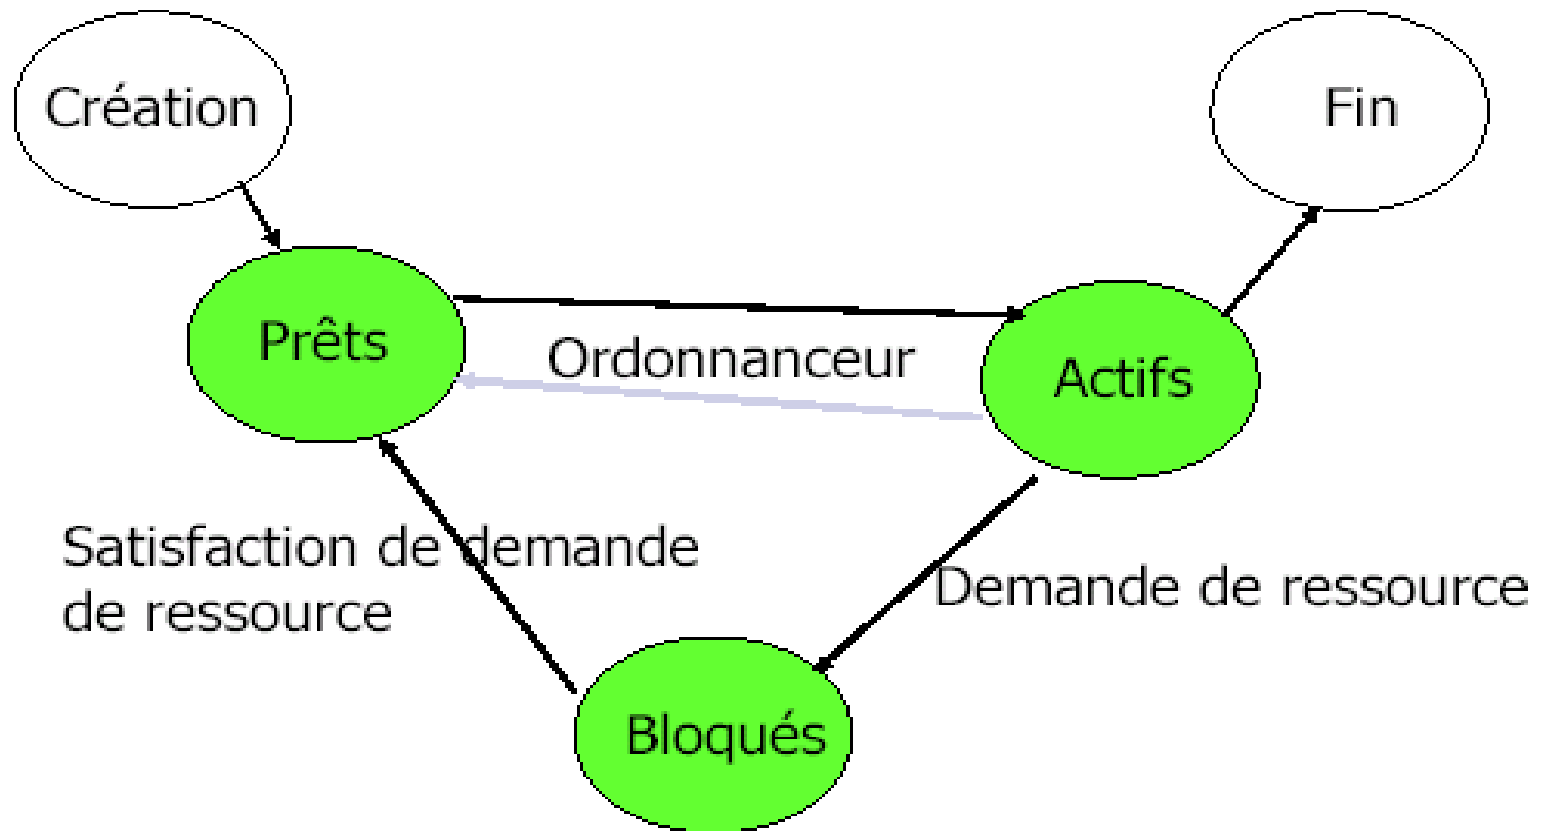 Création
Fin
Prêts
Ordonnanceur
Actifs
Satisfaction de demande
de ressource
Demande de ressource
Bloqués